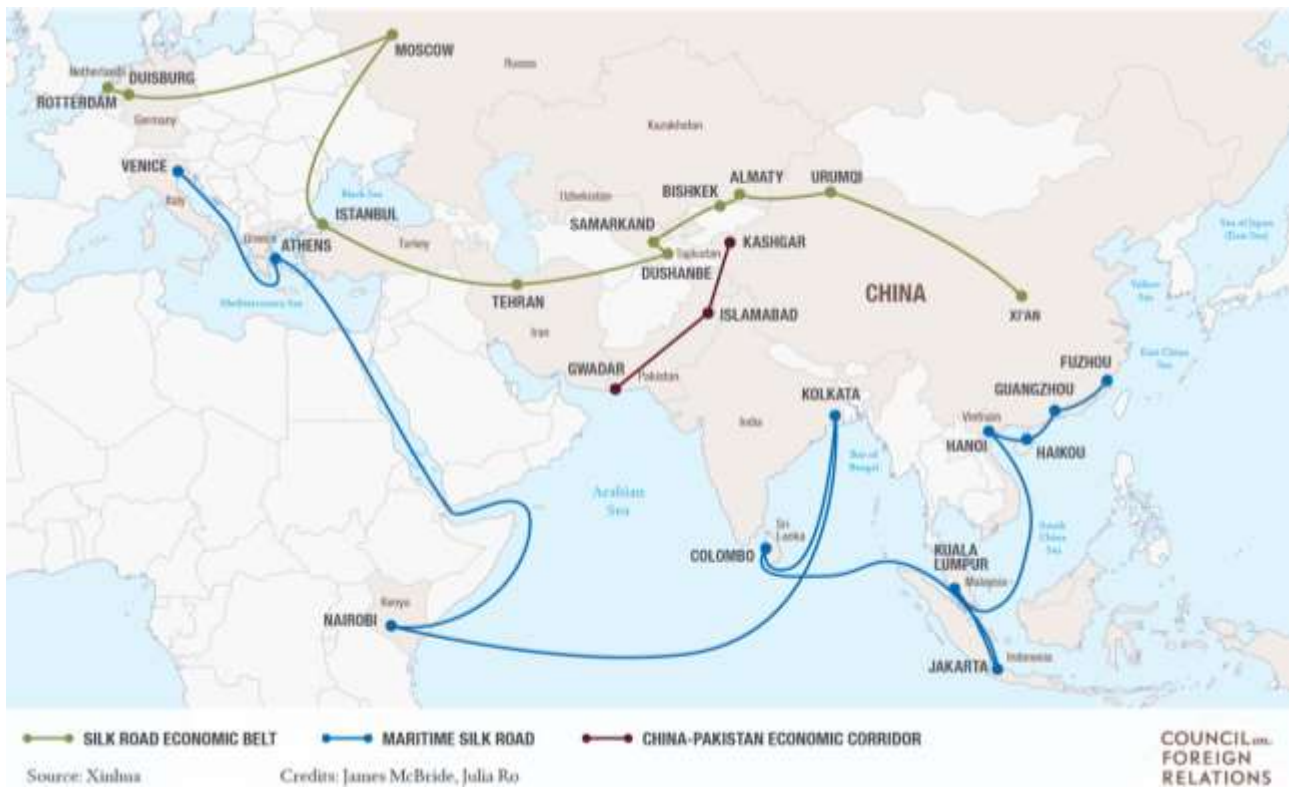 MOSCOW
Russia
Netherlands
DUISBURG
ROTTERDAM
Germany
Kazakhstan
VENICE
ALMATY
URUMQI
BISHKEK
Black Sea
Uzbekistan
Italy
ISTANBUL
SAMARKAND
Sea of Japan
(East Sea)
Greece
ATHENS
Turkey
KASHGAR
Tajikistan
DUSHANBE
TEHRAN
CHINA
Yellow
Sea
Mediterranean Sea
ISLAMABAD
XI'AN
Iran
East China
Sea
FUZHOU
GWADAR
Pakistan
GUANGZHOU
KOLKATA
Vietnam
India
HANOI
HAIKOU
Bay of
Bengal
Arabian
Sea
Sri
Lanka
South
China
Sea
COLOMBO
KUALA
LUMPUR
Malaysia
Kenya
NAIROBI
JAKARTA
Indonesia
SILK ROAD ECONOMIC BELT
MARITIME SILK ROAD
CHINA-PAKISTAN ECONOMIC CORRIDOR
Source: Xinhua
Credits: James McBride, Julia Ro
COUNCIL on
FOREIGN
RELATIONS